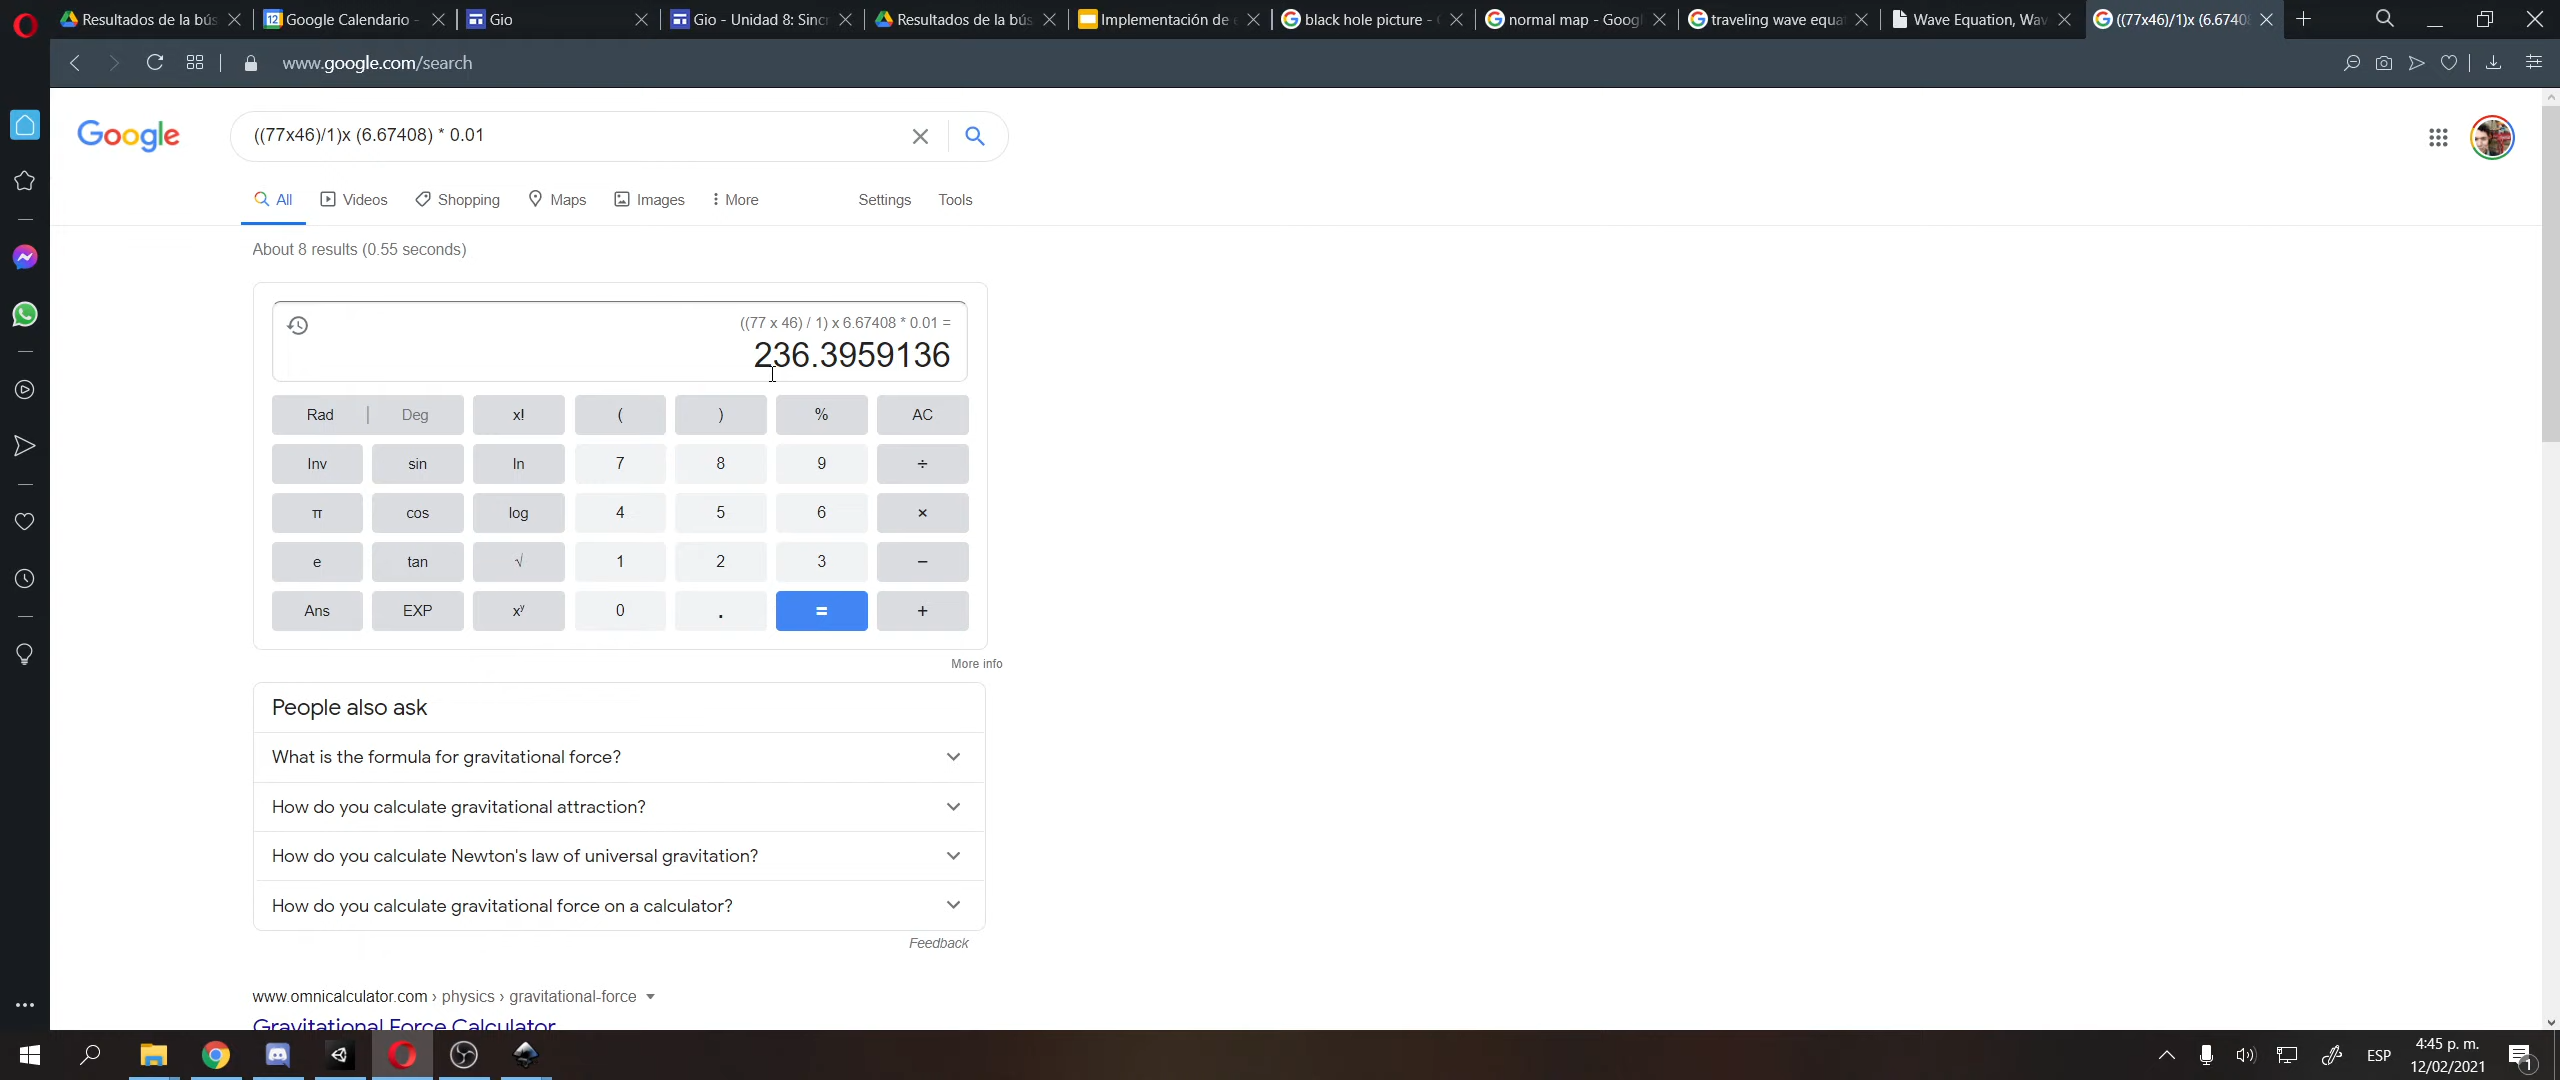 Resultados de la bús
Google Calendario -
Gio
Gio - Unidad 8: Sinc
Resultados de la bús
Implementación de
black hole picture -
normal map - Goog
traveling wave equa
Wave Equation, Wav
((77x46)/1)x (6.6740
www.google.com/search
Google
((77x46)/1)x (6.67408) * 0.01
All
Videos
Shopping
Maps
Images
More
Settings
Tools
About 8 results (0.55 seconds)
((77 x 46) / 1) x 6.67408 * 0.01 =
236.3959136
Rad | Deg x! ( ) % AC
Inv sin ln 7 8 9 ÷
π cos log 4 5 6 ×
e tan √ 1 2 3 −
Ans EXP xʸ 0 . = +
More info
People also ask
What is the formula for gravitational force?
How do you calculate gravitational attraction?
How do you calculate Newton's law of universal gravitation?
How do you calculate gravitational force on a calculator?
Feedback
www.omnicalculator.com › physics › gravitational-force
Gravitational Force Calculator
ESP
4:45 p. m.
12/02/2021
1